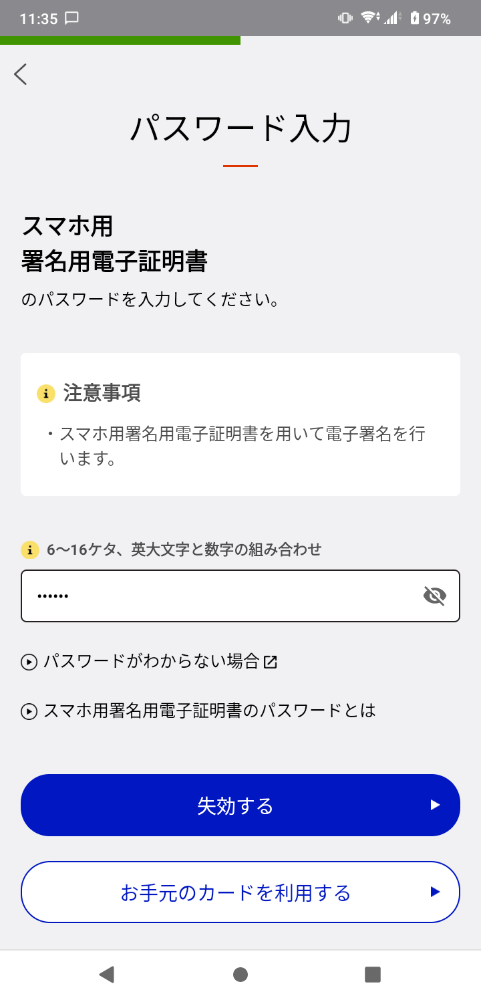 11:35
97%
パスワード入力
スマホ用
署名用電子証明書
のパスワードを入力してください。
注意事項
・スマホ用署名用電子証明書を用いて電子署名を行
います。
6〜16ケタ、英大文字と数字の組み合わせ
••••••
パスワードがわからない場合
スマホ用署名用電子証明書のパスワードとは
失効する
お手元のカードを利用する